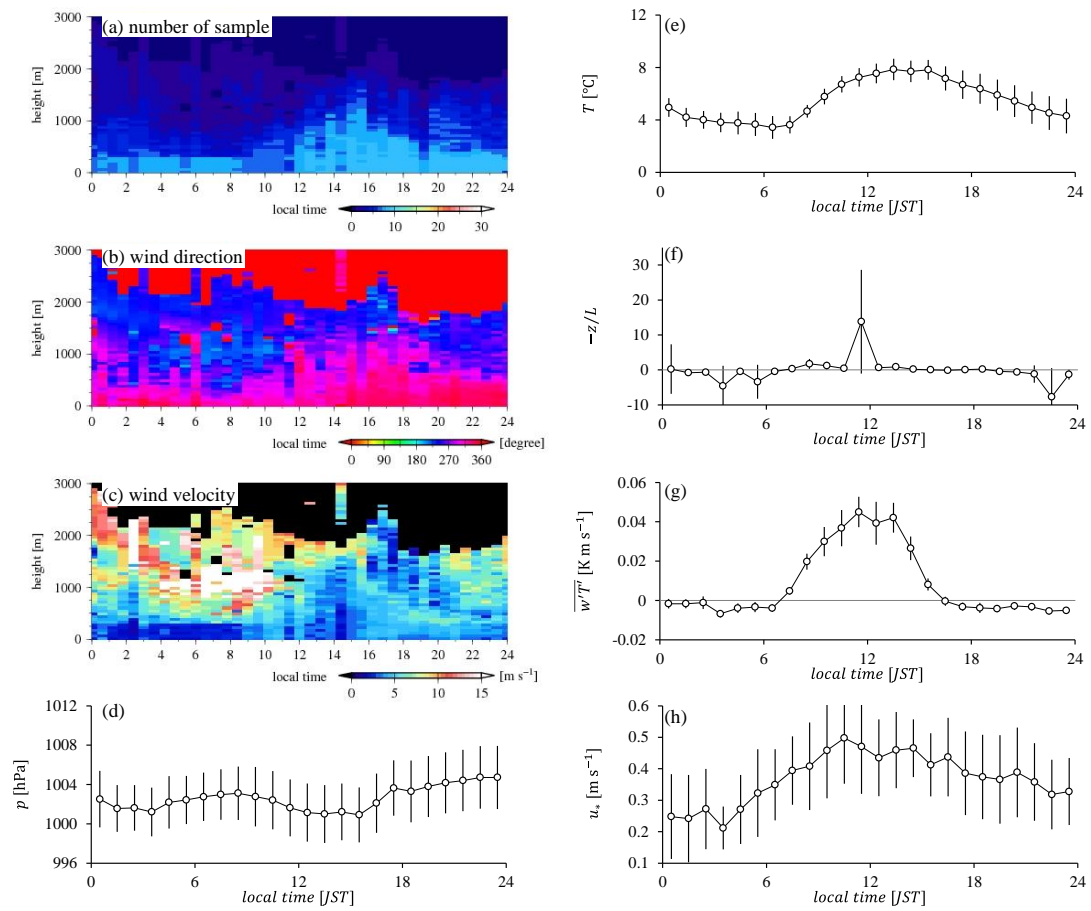 (a) number of sample
3000
2000
1000
0
height [m]
0 2 4 6 8 10 12 14 16 18 20 22 24
local time
0 10 20 30
(b) wind direction
3000
2000
1000
0
height [m]
0 2 4 6 8 10 12 14 16 18 20 22 24
local time
[degree]
0 90 180 270 360
(c) wind velocity
3000
2000
1000
0
height [m]
0 2 4 6 8 10 12 14 16 18 20 22 24
local time
[m s⁻¹]
0 5 10 15
(d)
1012
1008
1004
1000
996
p [hPa]
0 6 12 18 24
local time [JST]
(e)
12
8
4
0
T [℃]
0 6 12 18 24
local time [JST]
(f)
30
20
10
0
-10
−z/L
0 6 12 18 24
local time [JST]
(g)
0.06
0.04
0.02
0
-0.02
w′T′ [K m s⁻¹]
0 6 12 18 24
local time [JST]
(h)
0.6
0.5
0.4
0.3
0.2
0.1
u* [m s⁻¹]
0 6 12 18 24
local time [JST]